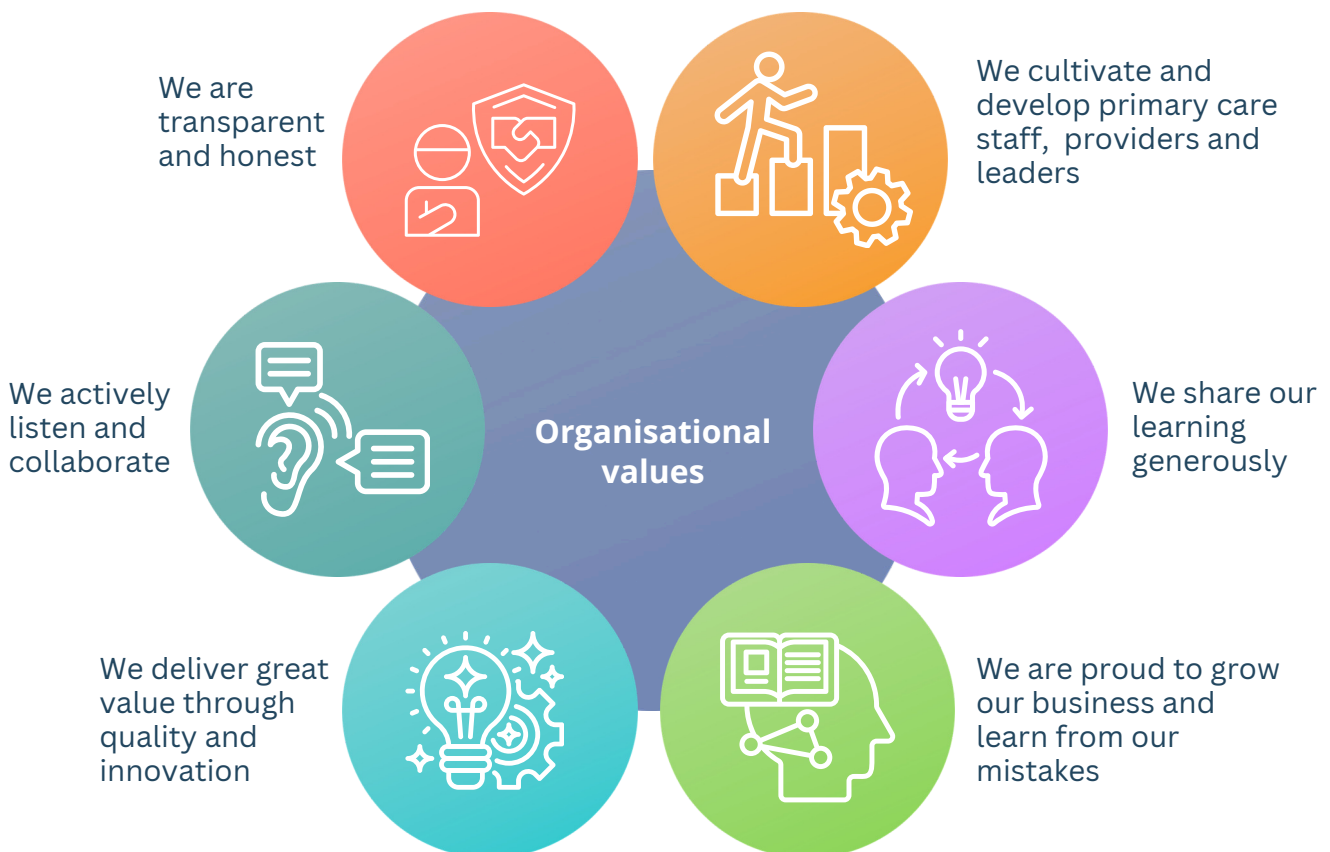 We are
transparent
and honest
We cultivate and
develop primary care
staff,  providers and
leaders
We actively
listen and
collaborate
Organisational
values
We share our
learning
generously
We deliver great
value through
quality and
innovation
We are proud to grow
our business and
learn from our
mistakes